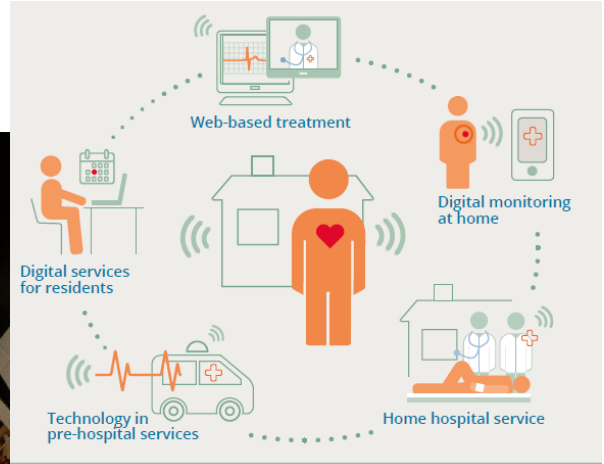 Web-based treatment
Digital monitoring
at home
Digital services
for residents
Technology in
pre-hospital services
Home hospital service